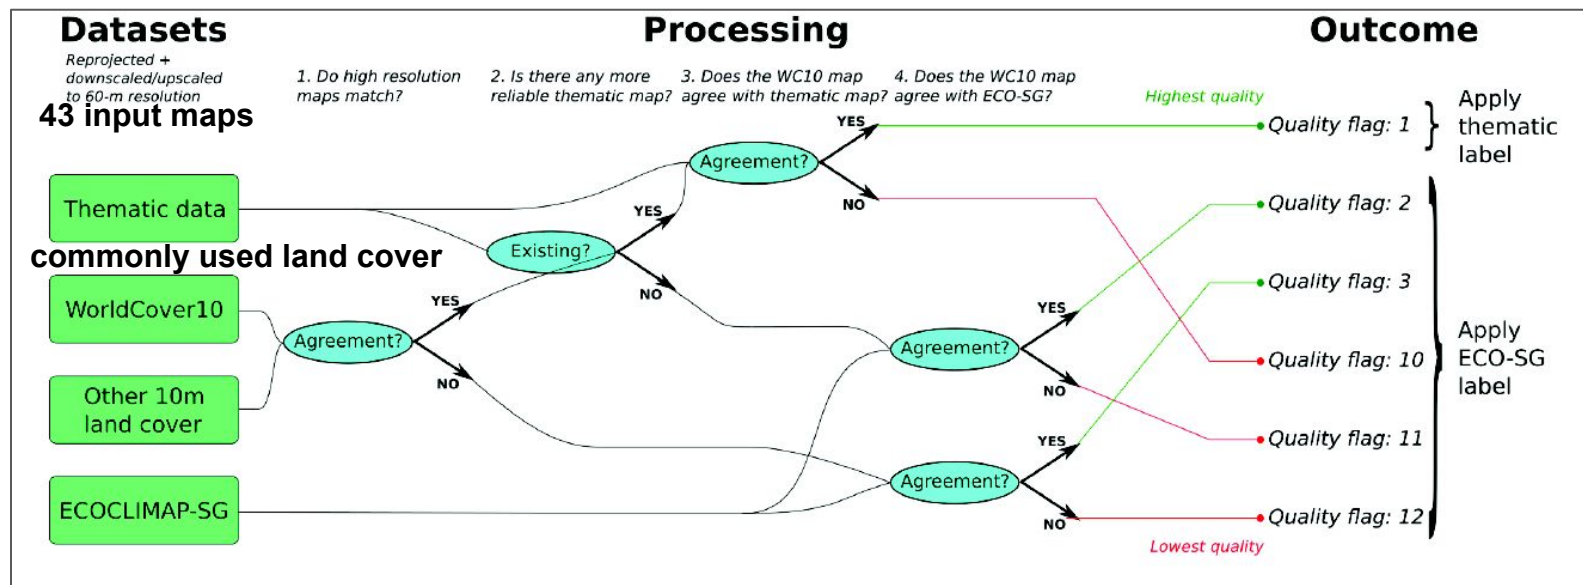 Datasets
Processing
Outcome
Reprojected +
downscaled/upscaled
to 60-m resolution
43 input maps
1. Do high resolution
maps match?
2. Is there any more
reliable thematic map?
3. Does the WC10 map
agree with thematic map?
4. Does the WC10 map
agree with ECO-SG?
Highest quality
Thematic data
commonly used land cover
WorldCover10
Other 10m
land cover
ECOCLIMAP-SG
Agreement?
YES
NO
Existing?
YES
NO
Agreement?
YES
NO
Agreement?
YES
NO
Agreement?
YES
NO
Quality flag: 1
Quality flag: 2
Quality flag: 3
Quality flag: 10
Quality flag: 11
Quality flag: 12
Lowest quality
Apply
thematic
label
Apply
ECO-SG
label